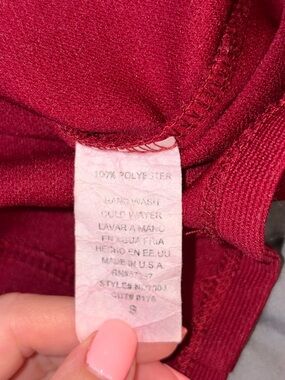 100% POLYESTER
HAND WASH
COLD WATER
LAVAR A MANO
EN AGUA FRIA
HECHO EN EE.UU
MADE IN U.S.A.
S